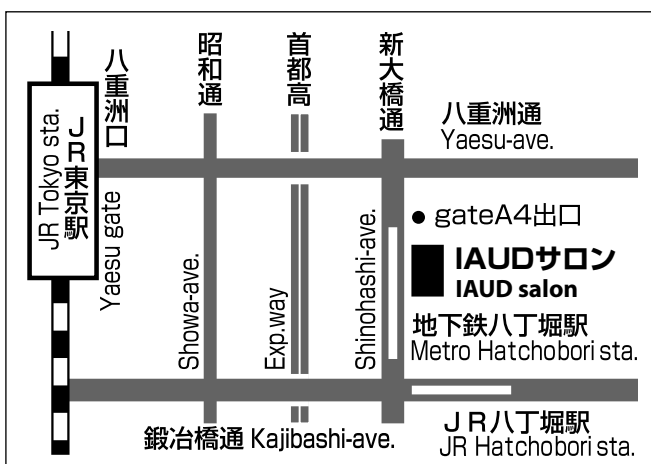 JR東京駅
JR Tokyo sta.
八重洲口
Yaesu gate
昭和通
Showa-ave.
首都高
Exp.way
新大橋通
Shinohashi-ave.
八重洲通
Yaesu-ave.
gateA4出口
IAUDサロン
IAUD salon
地下鉄八丁堀駅
Metro Hatchobori sta.
鍛冶橋通 Kajibashi-ave.
JR八丁堀駅
JR Hatchobori sta.